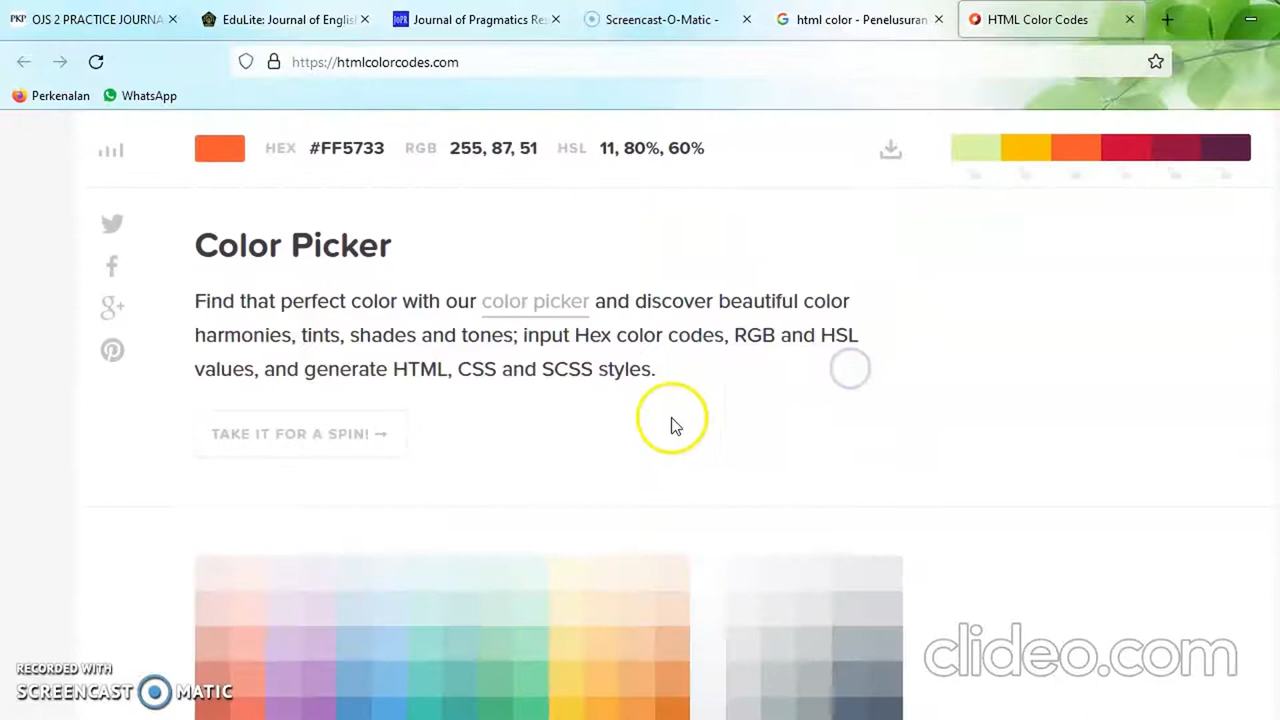 OJS 2 PRACTICE JOURNA
EduLite: Journal of Englis
Journal of Pragmatics Res
Screencast-O-Matic -
html color - Penelusuran
HTML Color Codes
https://htmlcolorcodes.com
Perkenalan
WhatsApp
HEX #FF5733 RGB 255, 87, 51 HSL 11, 80%, 60%
Color Picker
Find that perfect color with our color picker and discover beautiful color
harmonies, tints, shades and tones; input Hex color codes, RGB and HSL
values, and generate HTML, CSS and SCSS styles.
TAKE IT FOR A SPIN! →
clideo.com
RECORDED WITH
SCREENCAST MATIC